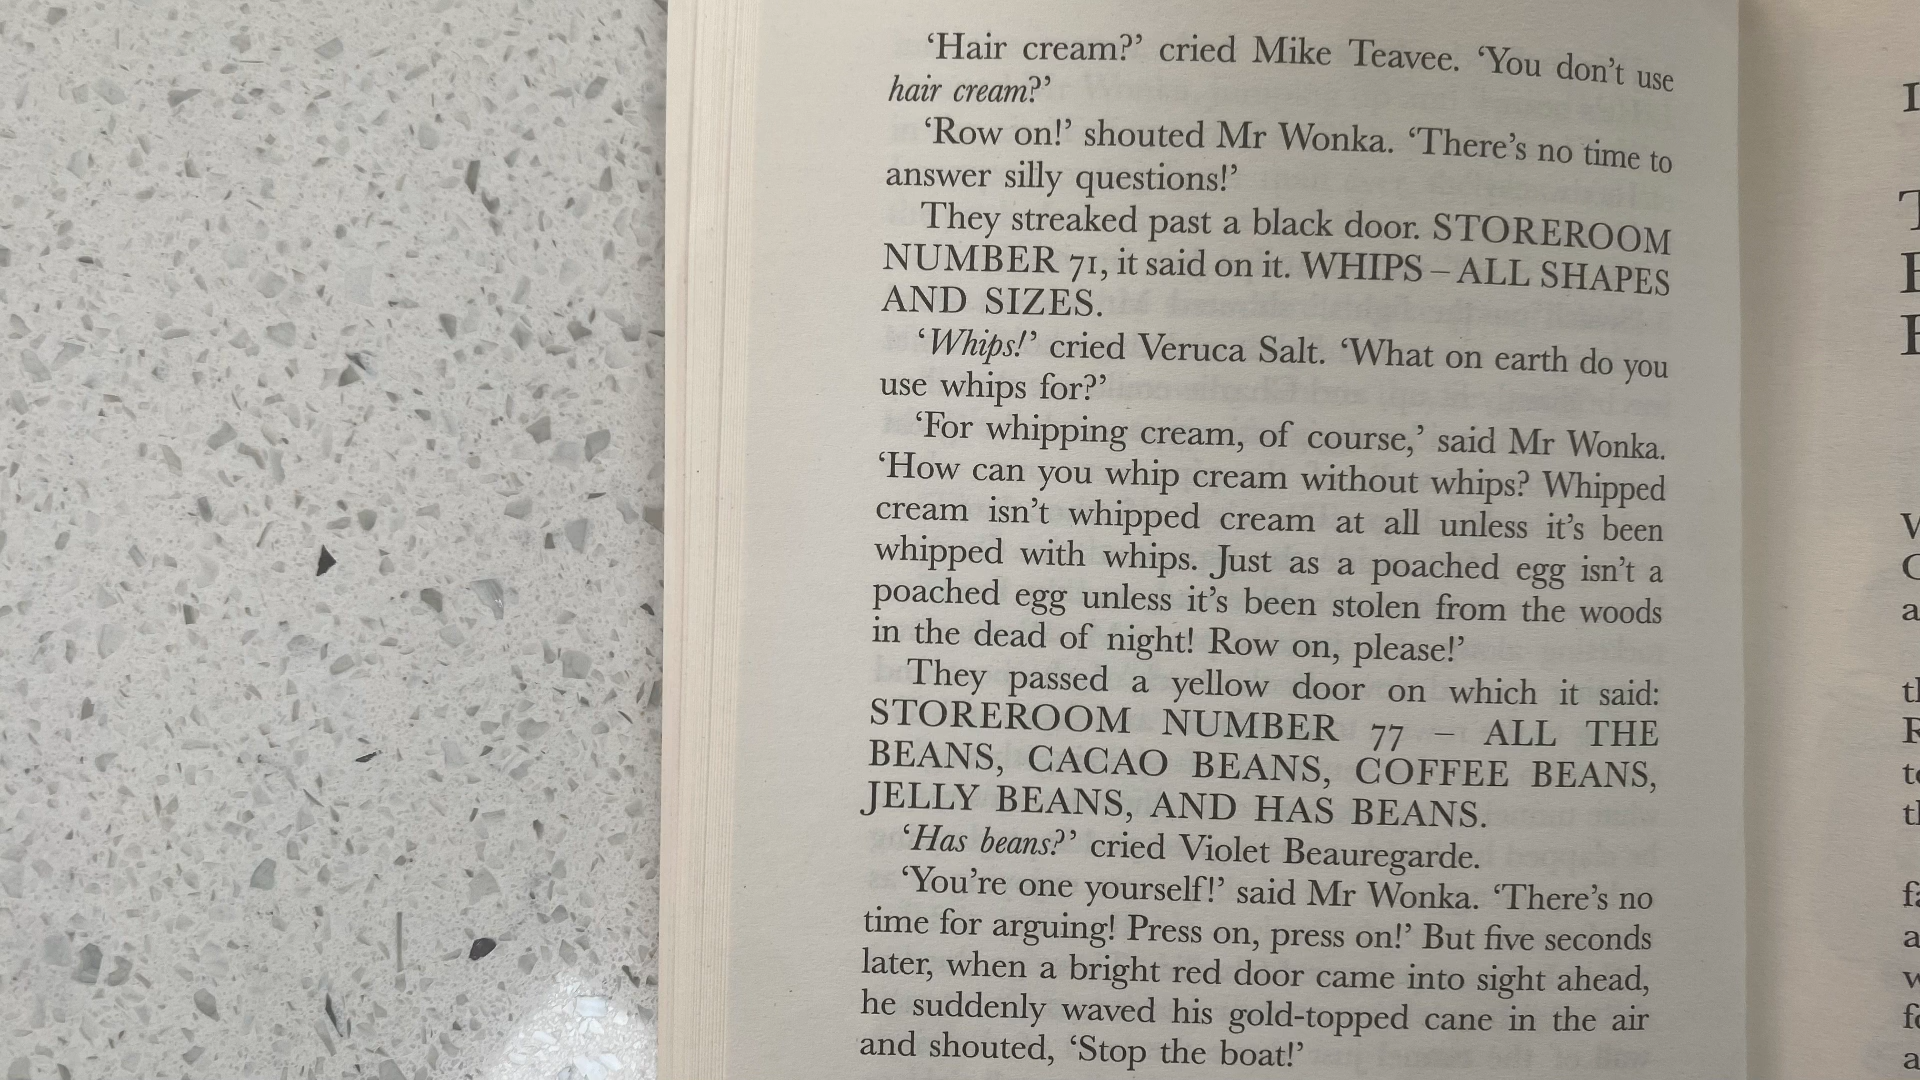 ‘Hair cream?’ cried Mike Teavee. ‘You don’t use
hair cream?’
‘Row on!’ shouted Mr Wonka. ‘There’s no time to
answer silly questions!’
They streaked past a black door. STOREROOM
NUMBER 71, it said on it. WHIPS – ALL SHAPES
AND SIZES.
‘Whips!’ cried Veruca Salt. ‘What on earth do you
use whips for?’
‘For whipping cream, of course,’ said Mr Wonka.
‘How can you whip cream without whips? Whipped
cream isn’t whipped cream at all unless it’s been
whipped with whips. Just as a poached egg isn’t a
poached egg unless it’s been stolen from the woods
in the dead of night! Row on, please!’
They passed a yellow door on which it said:
STOREROOM NUMBER 77 – ALL THE
BEANS, CACAO BEANS, COFFEE BEANS,
JELLY BEANS, AND HAS BEANS.
‘Has beans?’ cried Violet Beauregarde.
‘You’re one yourself!’ said Mr Wonka. ‘There’s no
time for arguing! Press on, press on!’ But five seconds
later, when a bright red door came into sight ahead,
he suddenly waved his gold-topped cane in the air
and shouted, ‘Stop the boat!’